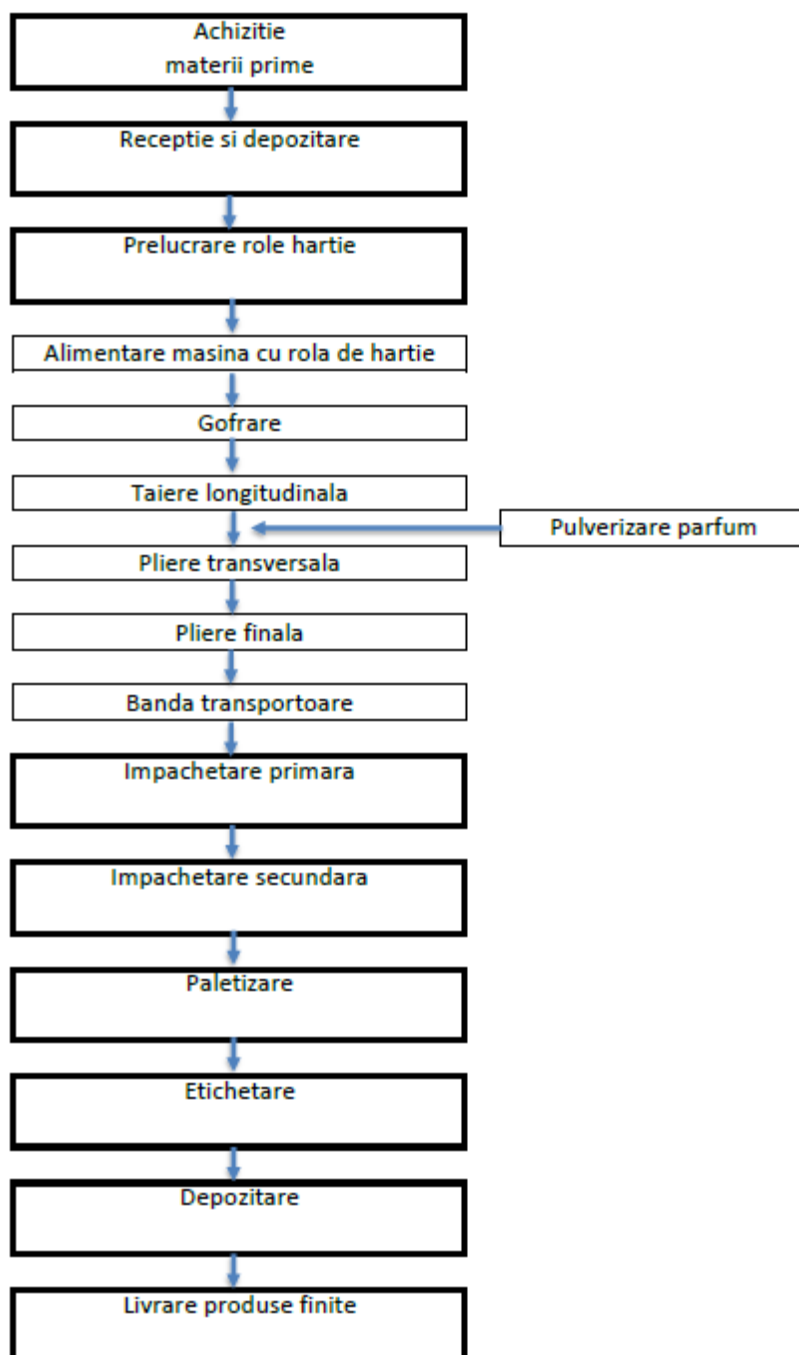 Achizitie
materii prime
Receptie si depozitare
Prelucrare role hartie
Alimentare masina cu rola de hartie
Gofrare
Taiere longitudinala
Pulverizare parfum
Pliere transversala
Pliere finala
Banda transportoare
Impachetare primara
Impachetare secundara
Paletizare
Etichetare
Depozitare
Livrare produse finite